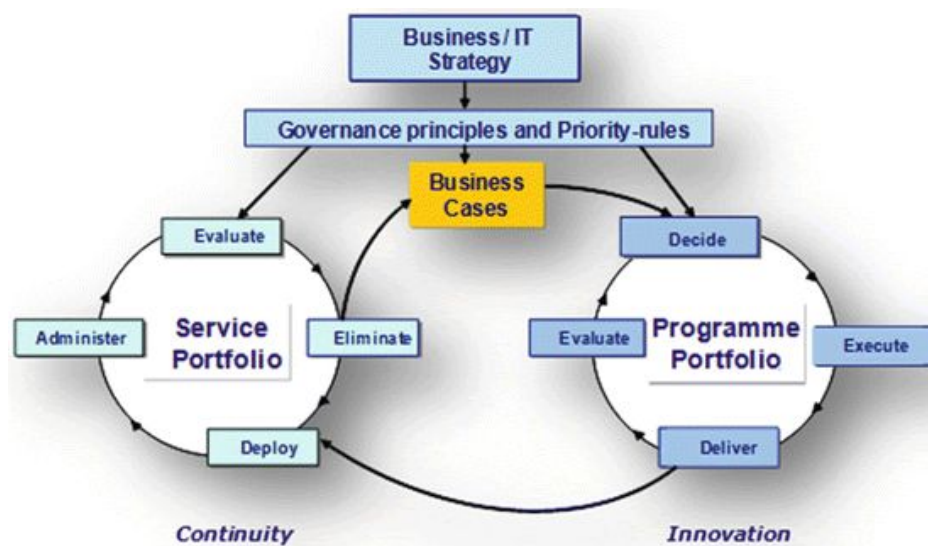 Business / IT
Strategy
Governance principles and Priority-rules
Business
Cases
Evaluate
Administer
Service
Portfolio
Eliminate
Deploy
Continuity
Decide
Evaluate
Programme
Portfolio
Execute
Deliver
Innovation